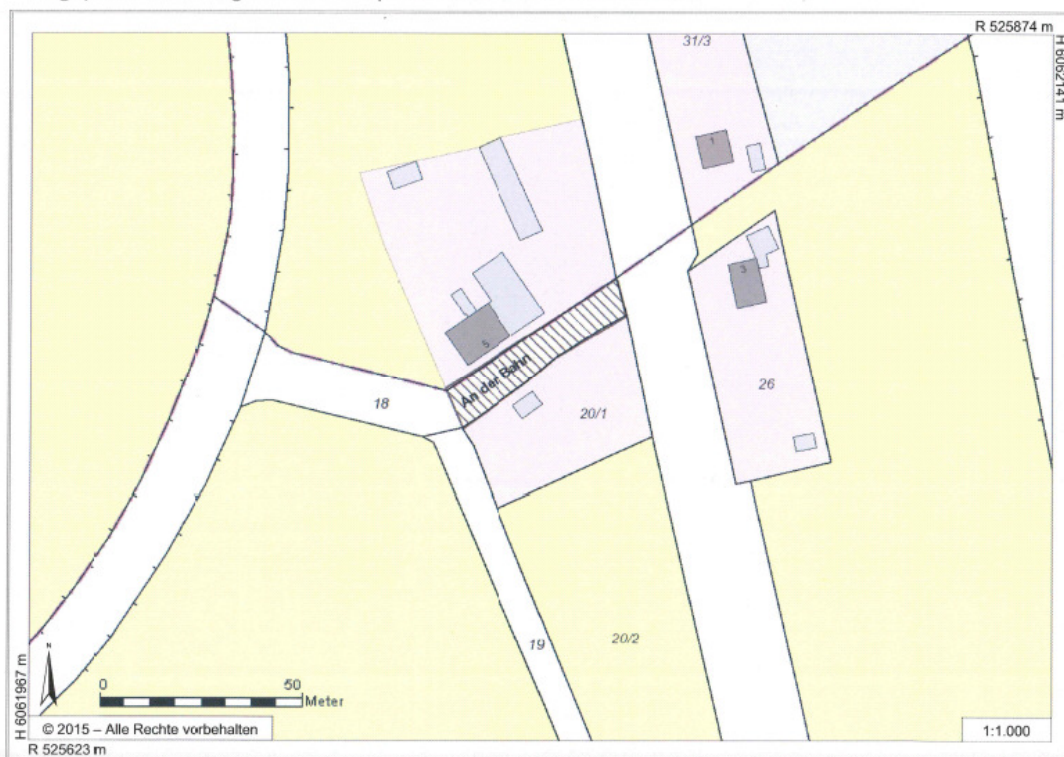 R 525874 m
H 6062141 m
31/3
1
3
5
An der Bahn
18
20/1
26
19
20/2
N
0 50
Meter
H 6061967 m
© 2015 – Alle Rechte vorbehalten
1:1.000
R 525623 m